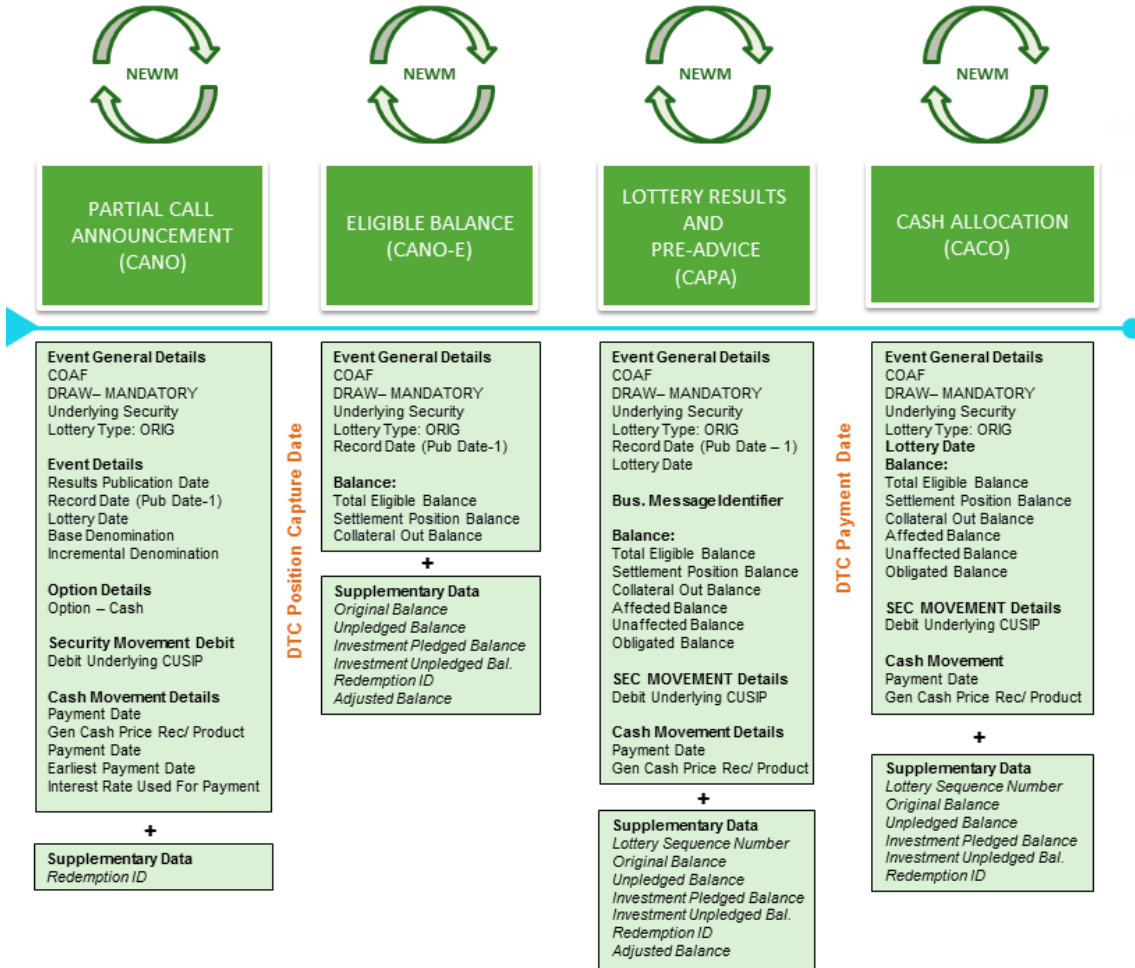 NEWM
NEWM
NEWM
NEWM
PARTIAL CALL
ANNOUNCEMENT
(CANO)
ELIGIBLE BALANCE
(CANO-E)
LOTTERY RESULTS
AND
PRE-ADVICE
(CAPA)
CASH ALLOCATION
(CACO)
Event General Details
COAF
DRAW– MANDATORY
Underlying Security
Lottery Type: ORIG
Event Details
Results Publication Date
Record Date (Pub Date-1)
Lottery Date
Base Denomination
Incremental Denomination
Option Details
Option – Cash
Security Movement Debit
Debit Underlying CUSIP
Cash Movement Details
Payment Date
Gen Cash Price Rec/ Product
Payment Date
Earliest Payment Date
Interest Rate Used For Payment
+
Supplementary Data
Redemption ID
DTC Position Capture Date
Event General Details
COAF
DRAW– MANDATORY
Underlying Security
Lottery Type: ORIG
Record Date (Pub Date-1)
Balance:
Total Eligible Balance
Settlement Position Balance
Collateral Out Balance
+
Supplementary Data
Original Balance
Unpledged Balance
Investment Pledged Balance
Investment Unpledged Bal.
Redemption ID
Adjusted Balance
Event General Details
COAF
DRAW– MANDATORY
Underlying Security
Lottery Type: ORIG
Record Date (Pub Date – 1)
Lottery Date
Bus. Message Identifier
Balance:
Total Eligible Balance
Settlement Position Balance
Collateral Out Balance
Affected Balance
Unaffected Balance
Obligated Balance
SEC MOVEMENT Details
Debit Underlying CUSIP
Cash Movement Details
Payment Date
Gen Cash Price Rec/ Product
+
Supplementary Data
Lottery Sequence Number
Original Balance
Unpledged Balance
Investment Pledged Balance
Investment Unpledged Bal.
Redemption ID
Adjusted Balance
DTC Payment Date
Event General Details
COAF
DRAW– MANDATORY
Underlying Security
Lottery Type: ORIG
Lottery Date
Balance:
Total Eligible Balance
Settlement Position Balance
Collateral Out Balance
Affected Balance
Unaffected Balance
Obligated Balance
SEC MOVEMENT Details
Debit Underlying CUSIP
Cash Movement
Payment Date
Gen Cash Price Rec/ Product
+
Supplementary Data
Lottery Sequence Number
Original Balance
Unpledged Balance
Investment Pledged Balance
Investment Unpledged Bal.
Redemption ID